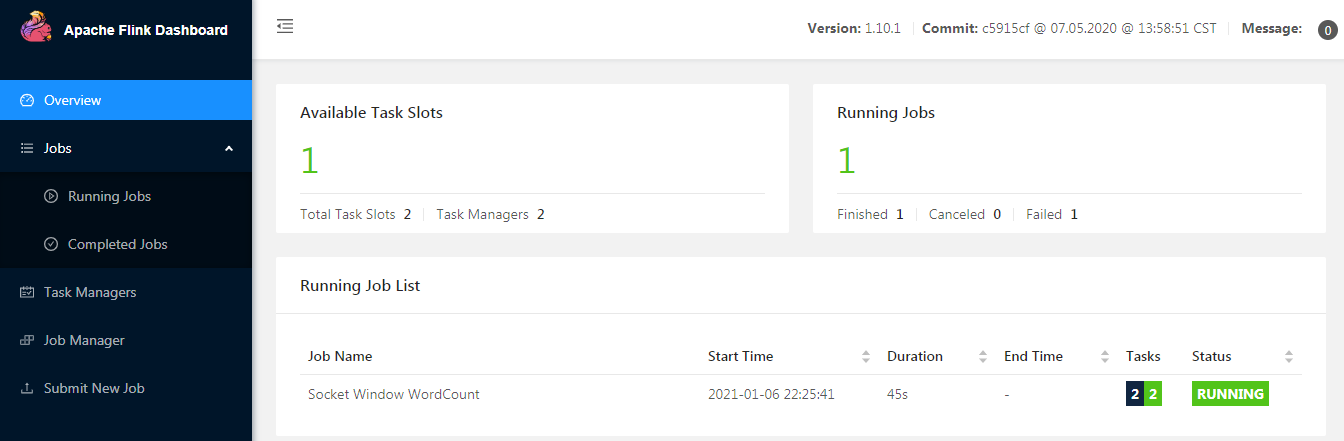 Apache Flink Dashboard
Version: 1.10.1 Commit: c5915cf @ 07.05.2020 @ 13:58:51 CST Message: 0
Overview
Jobs
Running Jobs
Completed Jobs
Task Managers
Job Manager
Submit New Job
Available Task Slots
1
Total Task Slots 2 Task Managers 2
Running Jobs
1
Finished 1 Canceled 0 Failed 1
Running Job List
Job Name Start Time Duration End Time Tasks Status
Socket Window WordCount 2021-01-06 22:25:41 45s - 2 2 RUNNING